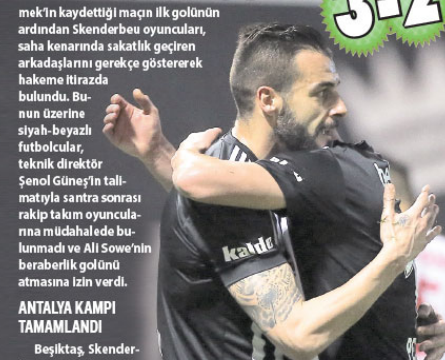 3-2
mek'in kaydettiği maçın ilk golünün
ardından Skenderbeu oyuncuları,
saha kenarında sakatlık geçiren
arkadaşlarını gerekçe göstererek
hakeme itirazda
bulundu. Bu-
nun üzerine
siyah-beyazlı
futbolcular,
teknik direktör
Şenol Güneş'in tali-
matıyla santra sonrası
rakip takım oyuncula-
rına müdahalede bu-
lunmadı ve Ali Sowe'nin
beraberlik golünü
atmasına izin verdi.
ANTALYA KAMPI
TAMAMLANDI
Beşiktaş, Skender-
kalde